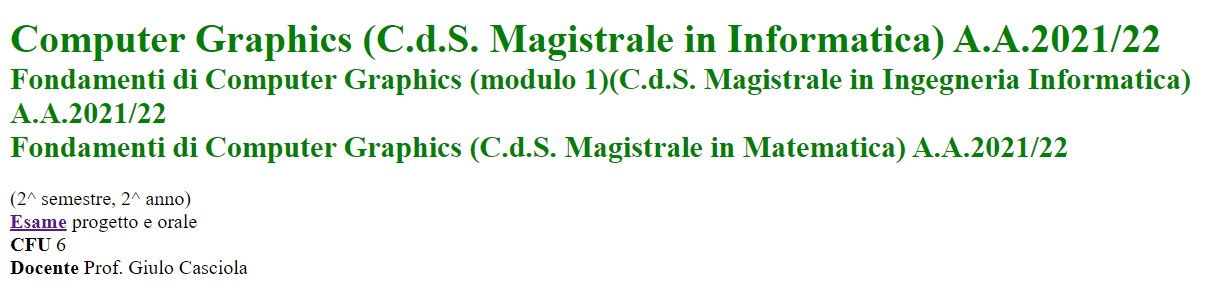 Computer Graphics (C.d.S. Magistrale in Informatica) A.A.2021/22
Fondamenti di Computer Graphics (modulo 1)(C.d.S. Magistrale in Ingegneria Informatica)
A.A.2021/22
Fondamenti di Computer Graphics (C.d.S. Magistrale in Matematica) A.A.2021/22
(2^ semestre, 2^ anno)
Esame progetto e orale
CFU 6
Docente Prof. Giulo Casciola